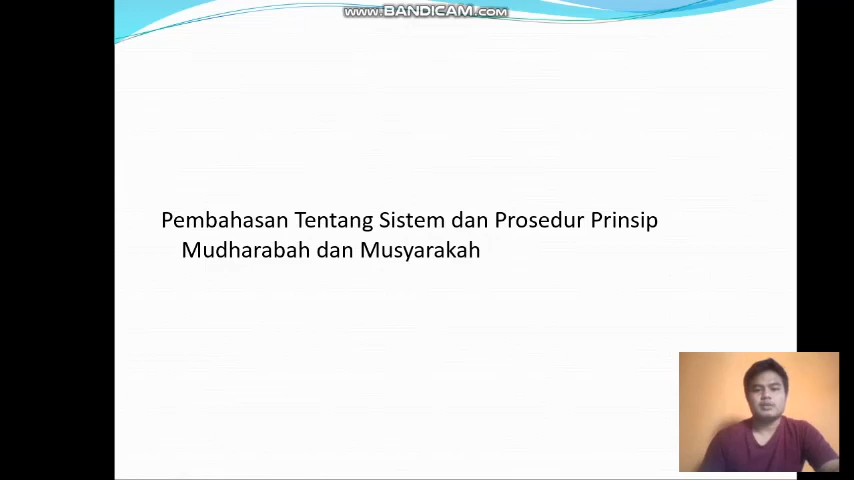 www.BANDICAM.com
Pembahasan Tentang Sistem dan Prosedur Prinsip
Mudharabah dan Musyarakah